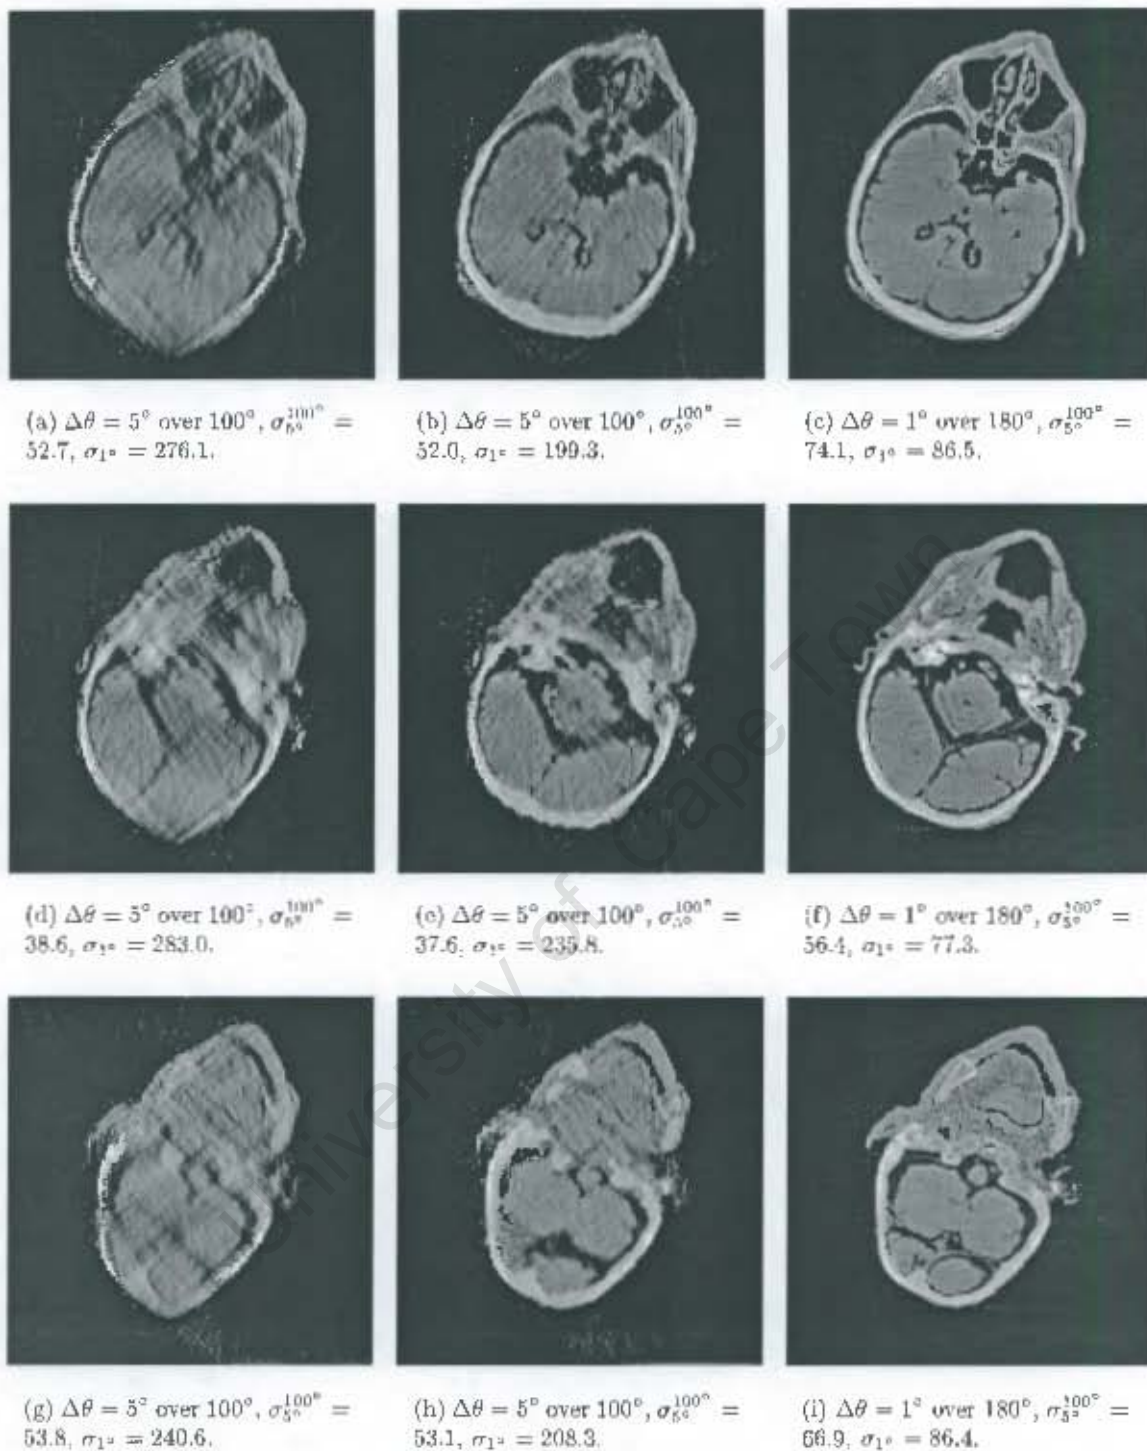 (a) Δθ = 5° over 100°, σ₅°¹⁰⁰° =
52.7, σ₁° = 276.1.
(b) Δθ = 5° over 100°, σ₅°¹⁰⁰° =
52.0, σ₁° = 199.3.
(c) Δθ = 1° over 180°, σ₅°¹⁰⁰° =
74.1, σ₁° = 86.5.
(d) Δθ = 5° over 100°, σ₅°¹⁰⁰° =
38.6, σ₁° = 283.0.
(e) Δθ = 5° over 100°, σ₅°¹⁰⁰° =
37.6, σ₁° = 235.8.
(f) Δθ = 1° over 180°, σ₅°¹⁰⁰° =
56.4, σ₁° = 77.3.
(g) Δθ = 5° over 100°, σ₅°¹⁰⁰° =
53.8, σ₁° = 240.6.
(h) Δθ = 5° over 100°, σ₅°¹⁰⁰° =
53.1, σ₁° = 208.3.
(i) Δθ = 1° over 180°, σ₅°¹⁰⁰° =
66.9, σ₁° = 86.4.
University of Cape Town